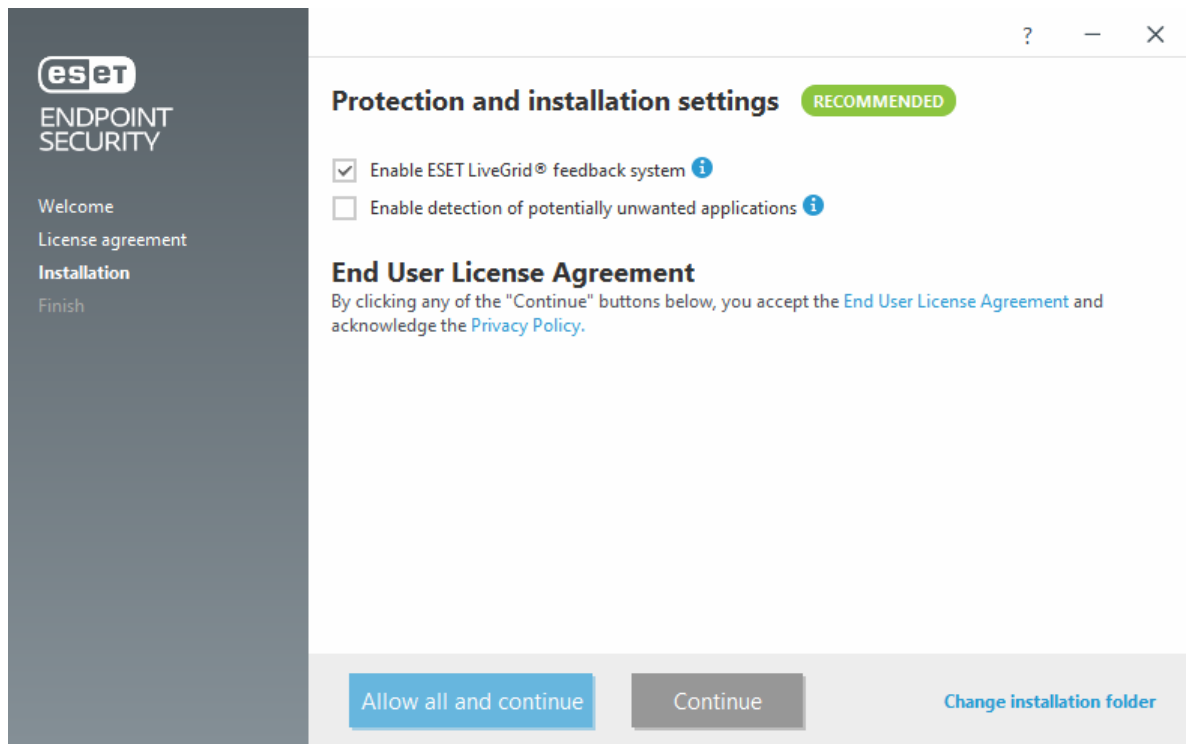 eset
ENDPOINT
SECURITY
Welcome
License agreement
Installation
Finish
?
Protection and installation settings RECOMMENDED
Enable ESET LiveGrid® feedback system i
Enable detection of potentially unwanted applications i
End User License Agreement
By clicking any of the "Continue" buttons below, you accept the End User License Agreement and
acknowledge the Privacy Policy.
Allow all and continue Continue Change installation folder